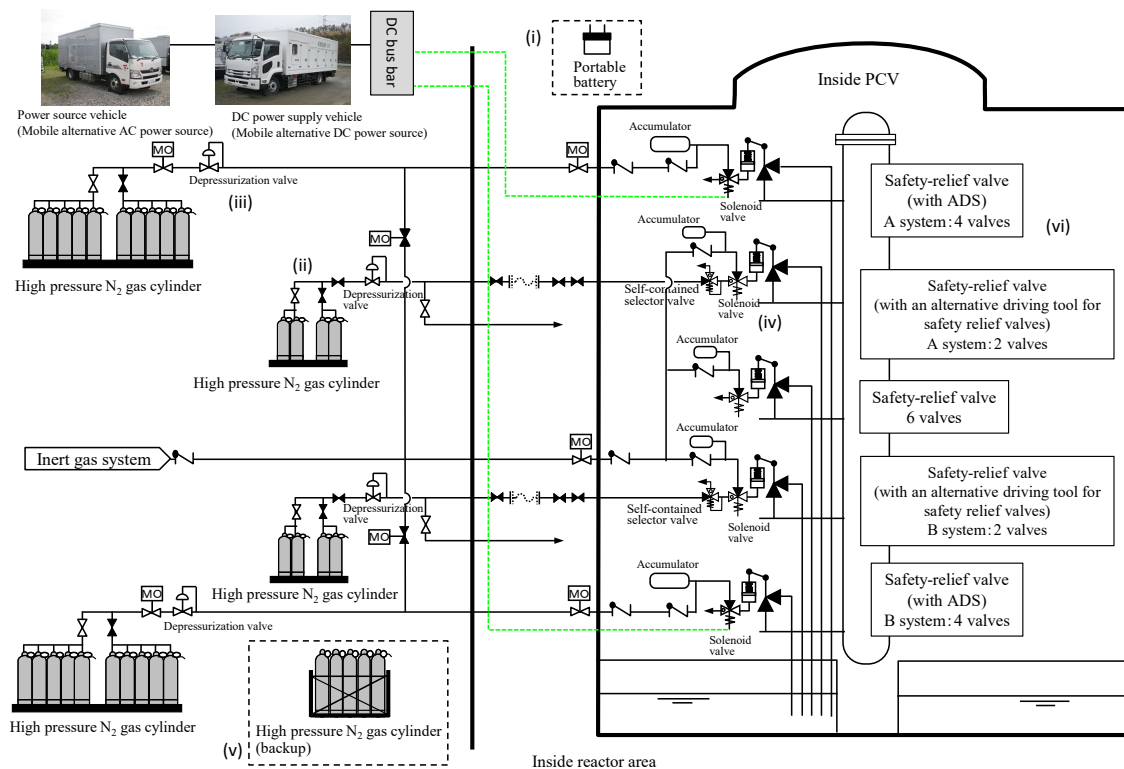 (i)
DC bus bar
Portable
battery
Inside PCV
Power source vehicle
(Mobile alternative AC power source)
DC power supply vehicle
(Mobile alternative DC power source)
Accumulator
MO
MO
Depressurization valve
Safety-relief valve
(with ADS)
A system: 4 valves
(iii)
Solenoid
valve
(vi)
Accumulator
MO
(ii)
High pressure N2 gas cylinder
Depressurization
valve
Self-contained
selector valve
Solenoid
valve
(iv)
Safety-relief valve
(with an alternative driving tool for
safety relief valves)
A system: 2 valves
Accumulator
High pressure N2 gas cylinder
Safety-relief valve
6 valves
Accumulator
MO
Inert gas system
Safety-relief valve
(with an alternative driving tool for
safety relief valves)
B system: 2 valves
Depressurization
valve
Self-contained
selector valve
Solenoid
valve
MO
Accumulator
High pressure N2 gas cylinder
MO
MO
Depressurization valve
Safety-relief valve
(with ADS)
B system: 4 valves
Solenoid
valve
High pressure N2 gas cylinder
High pressure N2 gas cylinder
(backup)
(v)
Inside reactor area